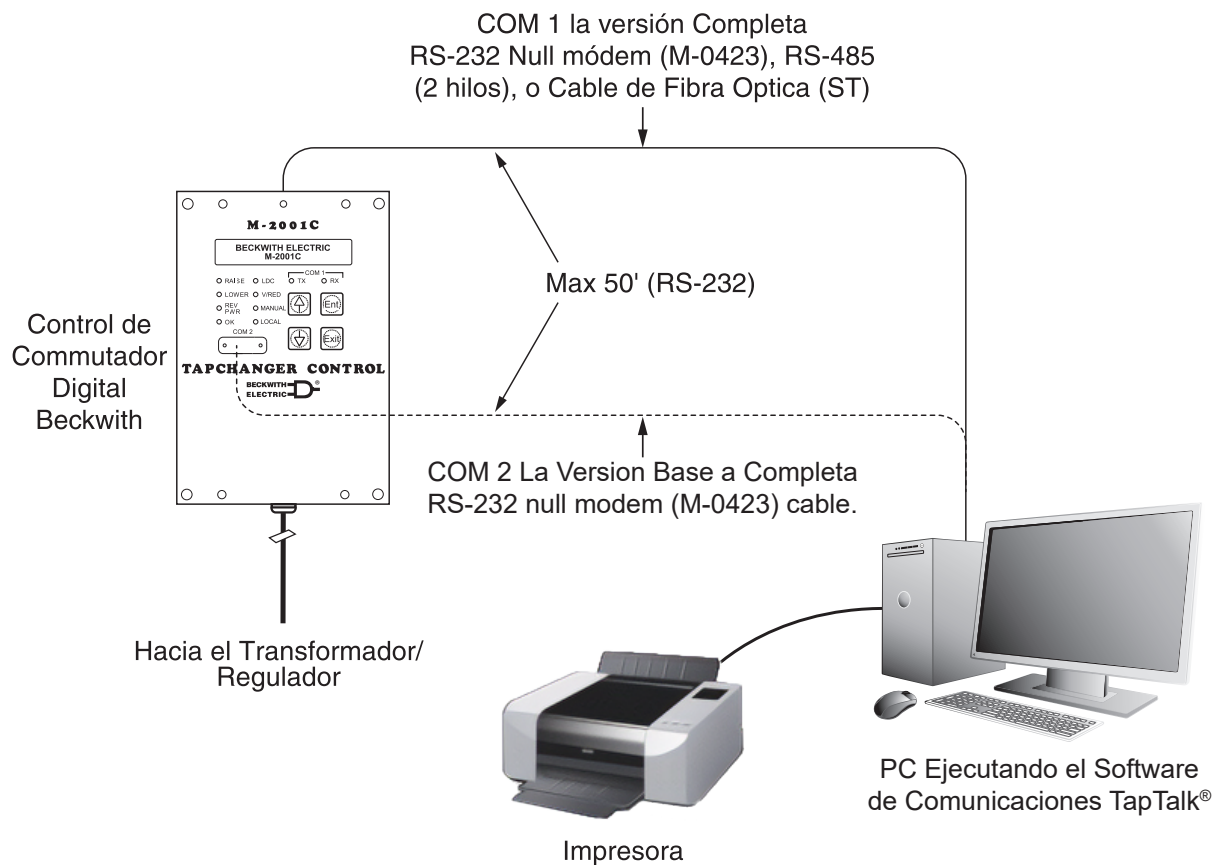 COM 1 la versión Completa
RS-232 Null módem (M-0423), RS-485
(2 hilos), o Cable de Fibra Optica (ST)
M-2001C
BECKWITH ELECTRIC
M-2001C
COM 1
RAISE LDC TX RX
LOWER V/RED
REV PWR MANUAL
OK LOCAL
Ent
Exit
COM 2
TAPCHANGER CONTROL
BECKWITH
ELECTRIC ®
Control de
Commutador
Digital
Beckwith
Max 50' (RS-232)
COM 2 La Version Base a Completa
RS-232 null modem (M-0423) cable.
Hacia el Transformador/
Regulador
Impresora
PC Ejecutando el Software
de Comunicaciones TapTalk®